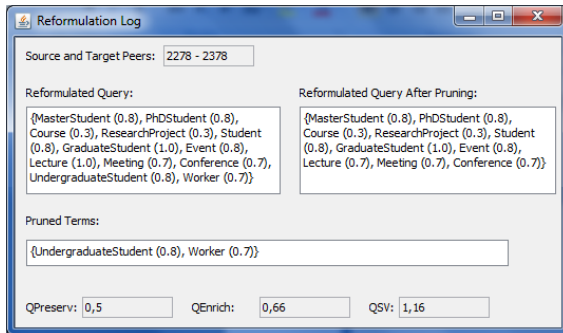 Reformulation Log
Source and Target Peers: 2278 - 2378
Reformulated Query:
{MasterStudent (0.8), PhDStudent (0.8),
Course (0.3), ResearchProject (0.3), Student
(0.8), GraduateStudent (1.0), Event (0.8),
Lecture (1.0), Meeting (0.7), Conference (0.7),
UndergraduateStudent (0.8), Worker (0.7)}
Reformulated Query After Pruning:
{MasterStudent (0.8), PhDStudent (0.8),
Course (0.3), ResearchProject (0.3), Student
(0.8), GraduateStudent (1.0), Event (0.8),
Lecture (1.0), Meeting (0.7), Conference (0.7)}
Pruned Terms:
{UndergraduateStudent (0.8), Worker (0.7)}
QPreserv: 0,5 QEnrich: 0,66 QSV: 1,16